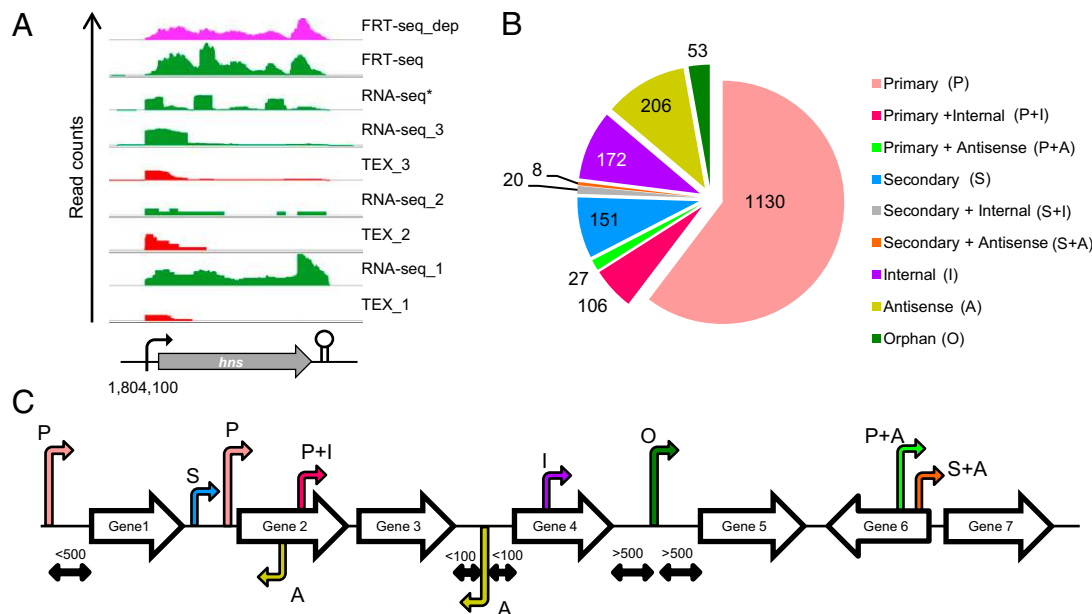 A
Read counts
FRT-seq_dep
FRT-seq
RNA-seq*
RNA-seq_3
TEX_3
RNA-seq_2
TEX_2
RNA-seq_1
TEX_1
hns
1,804,100
B
53
206
172
8
20
151
27
106
1130
Primary (P)
Primary +Internal (P+I)
Primary + Antisense (P+A)
Secondary (S)
Secondary + Internal (S+I)
Secondary + Antisense (S+A)
Internal (I)
Antisense (A)
Orphan (O)
C
P
S
P
P+I
I
O
P+A
S+A
Gene1
Gene 2
Gene 3
Gene 4
Gene 5
Gene 6
Gene 7
<500
A
<100
<100
A
>500
>500